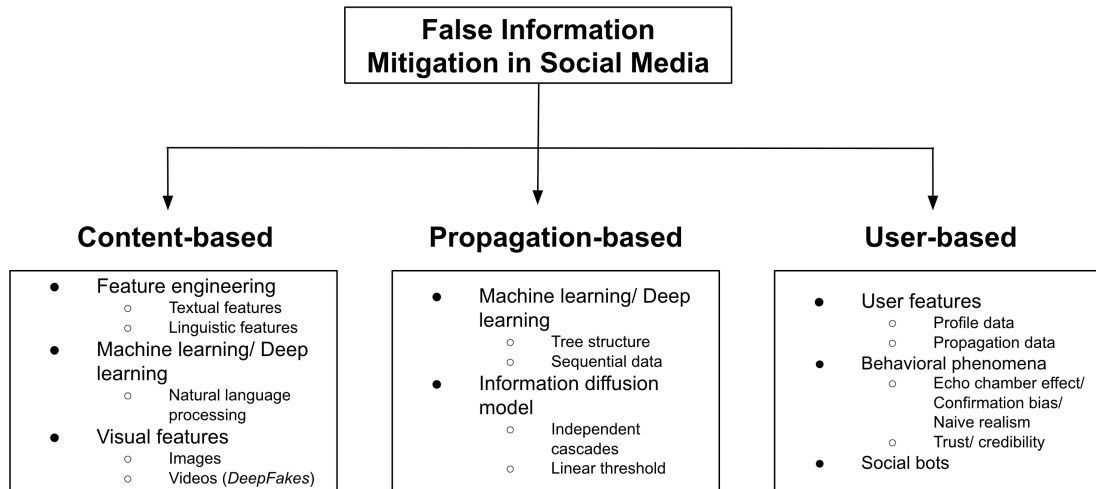 False Information
Mitigation in Social Media
Content-based
● Feature engineering
○ Textual features
○ Linguistic features
● Machine learning/ Deep
learning
○ Natural language
processing
● Visual features
○ Images
○ Videos (DeepFakes)
Propagation-based
● Machine learning/ Deep
learning
○ Tree structure
○ Sequential data
● Information diffusion
model
○ Independent
cascades
○ Linear threshold
User-based
● User features
○ Profile data
○ Propagation data
● Behavioral phenomena
○ Echo chamber effect/
Confirmation bias/
Naive realism
○ Trust/ credibility
● Social bots